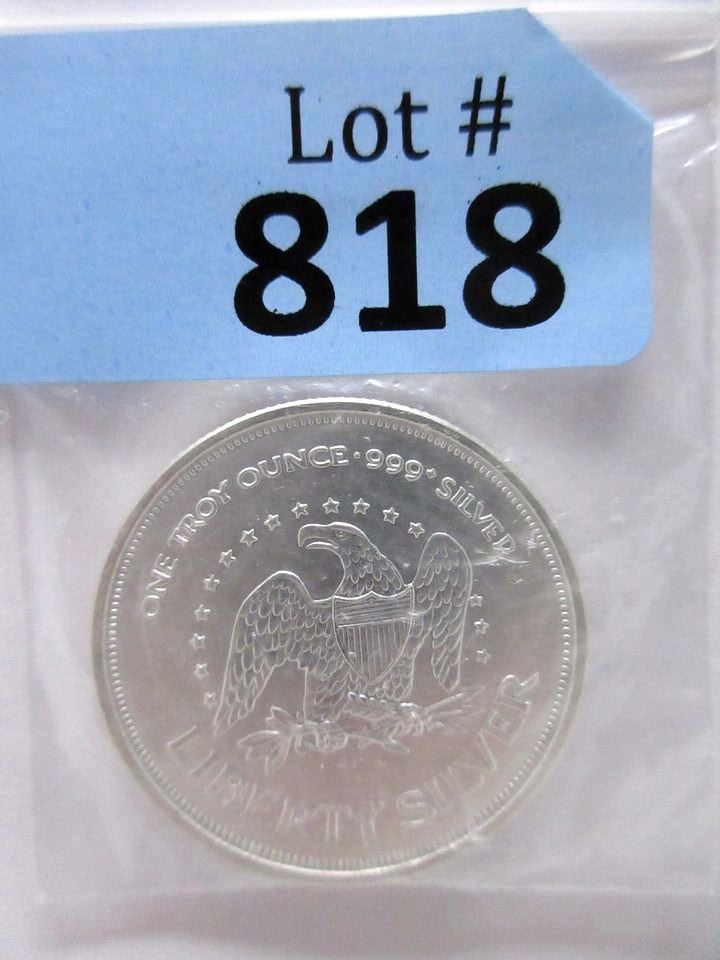 Lot #
818
ONE TROY OUNCE · 999+ SILVER
LIBERTY SILVER